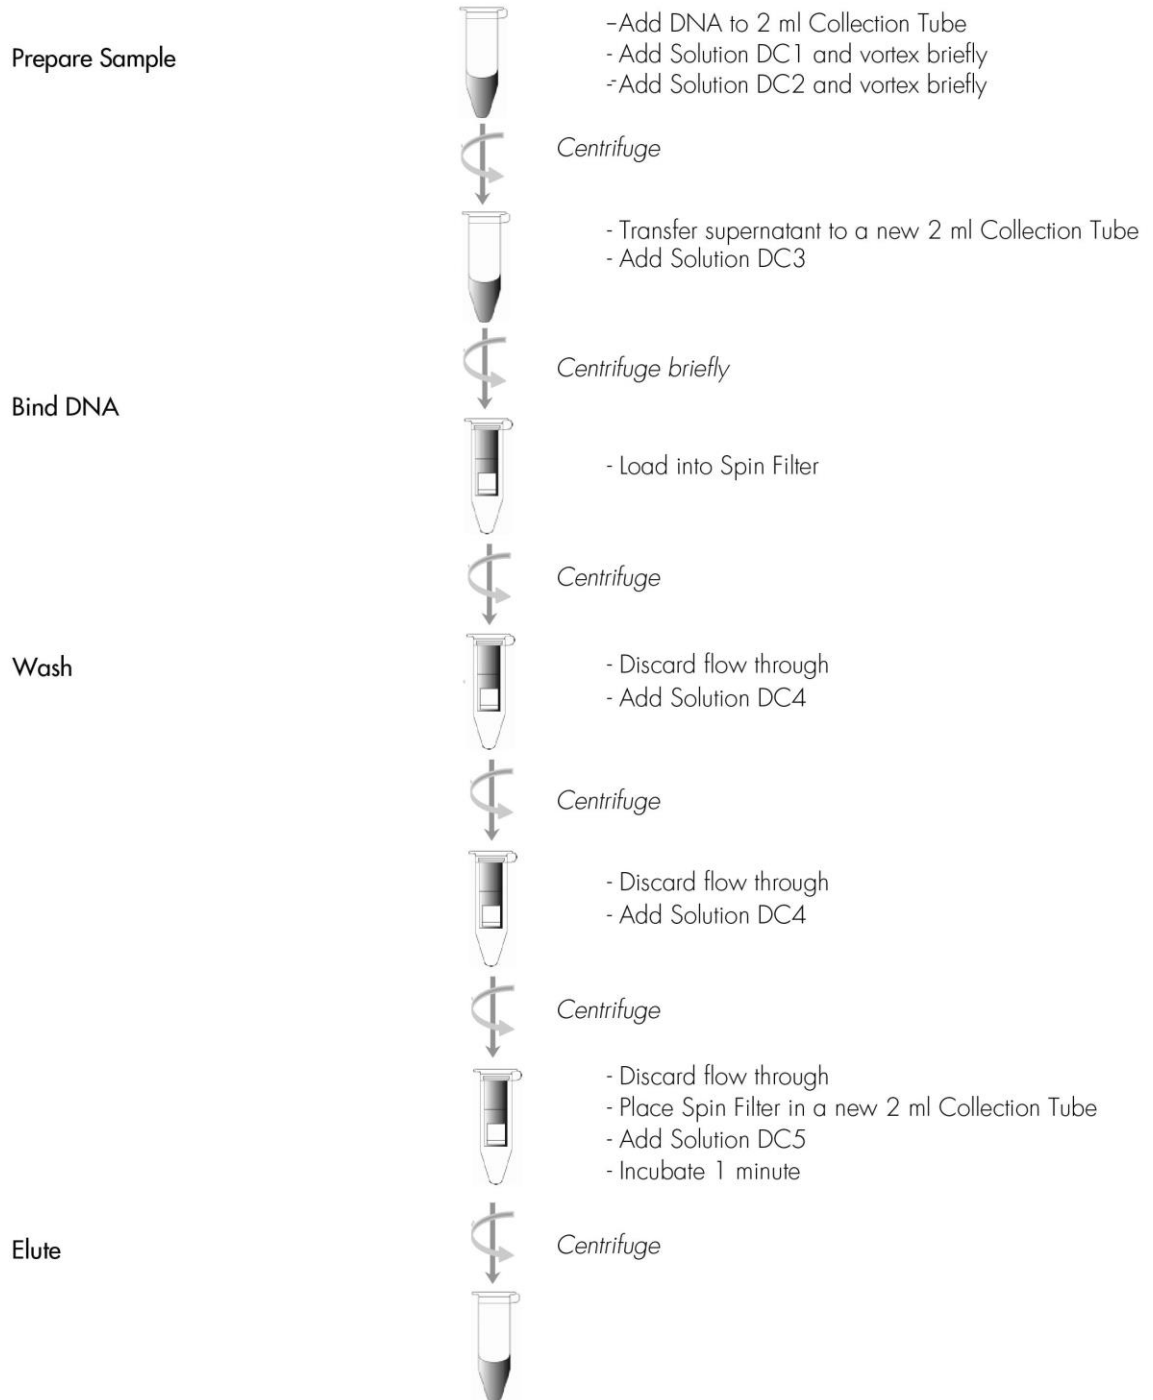 Prepare Sample
–Add DNA to 2 ml Collection Tube
- Add Solution DC1 and vortex briefly
- Add Solution DC2 and vortex briefly
Centrifuge
- Transfer supernatant to a new 2 ml Collection Tube
- Add Solution DC3
Centrifuge briefly
Bind DNA
- Load into Spin Filter
Centrifuge
Wash
- Discard flow through
- Add Solution DC4
Centrifuge
- Discard flow through
- Add Solution DC4
Centrifuge
- Discard flow through
- Place Spin Filter in a new 2 ml Collection Tube
- Add Solution DC5
- Incubate 1 minute
Elute
Centrifuge